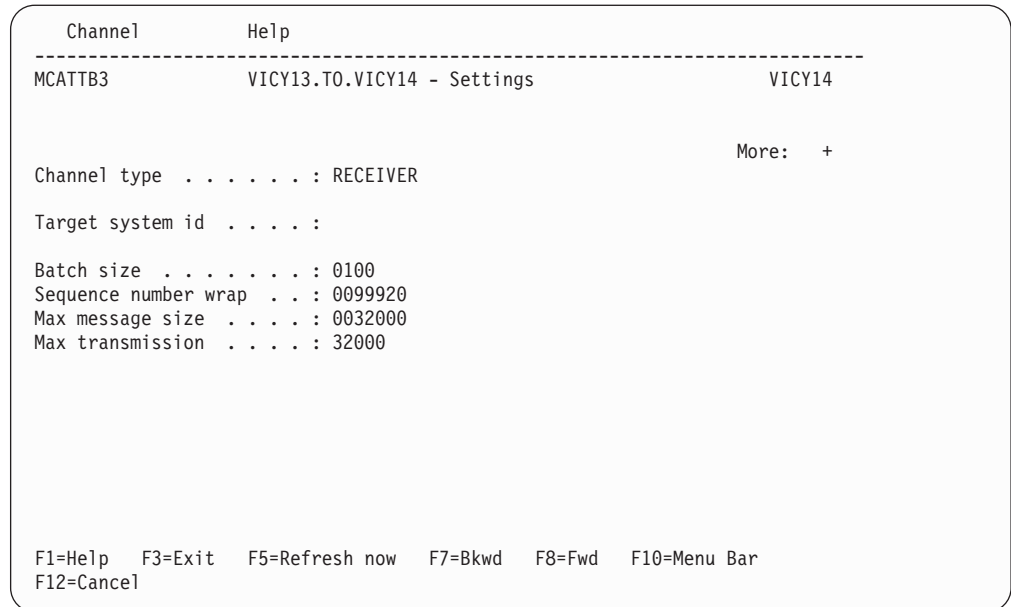 Channel Help
--------------------------------------------------------------------------------
MCATTB3 VICY13.TO.VICY14 - Settings VICY14
More: +
Channel type . . . . . . : RECEIVER
Target system id . . . . :
Batch size . . . . . . . : 0100
Sequence number wrap . . : 0099920
Max message size . . . . : 0032000
Max transmission . . . . : 32000
F1=Help F3=Exit F5=Refresh now F7=Bkwd F8=Fwd F10=Menu Bar
F12=Cancel